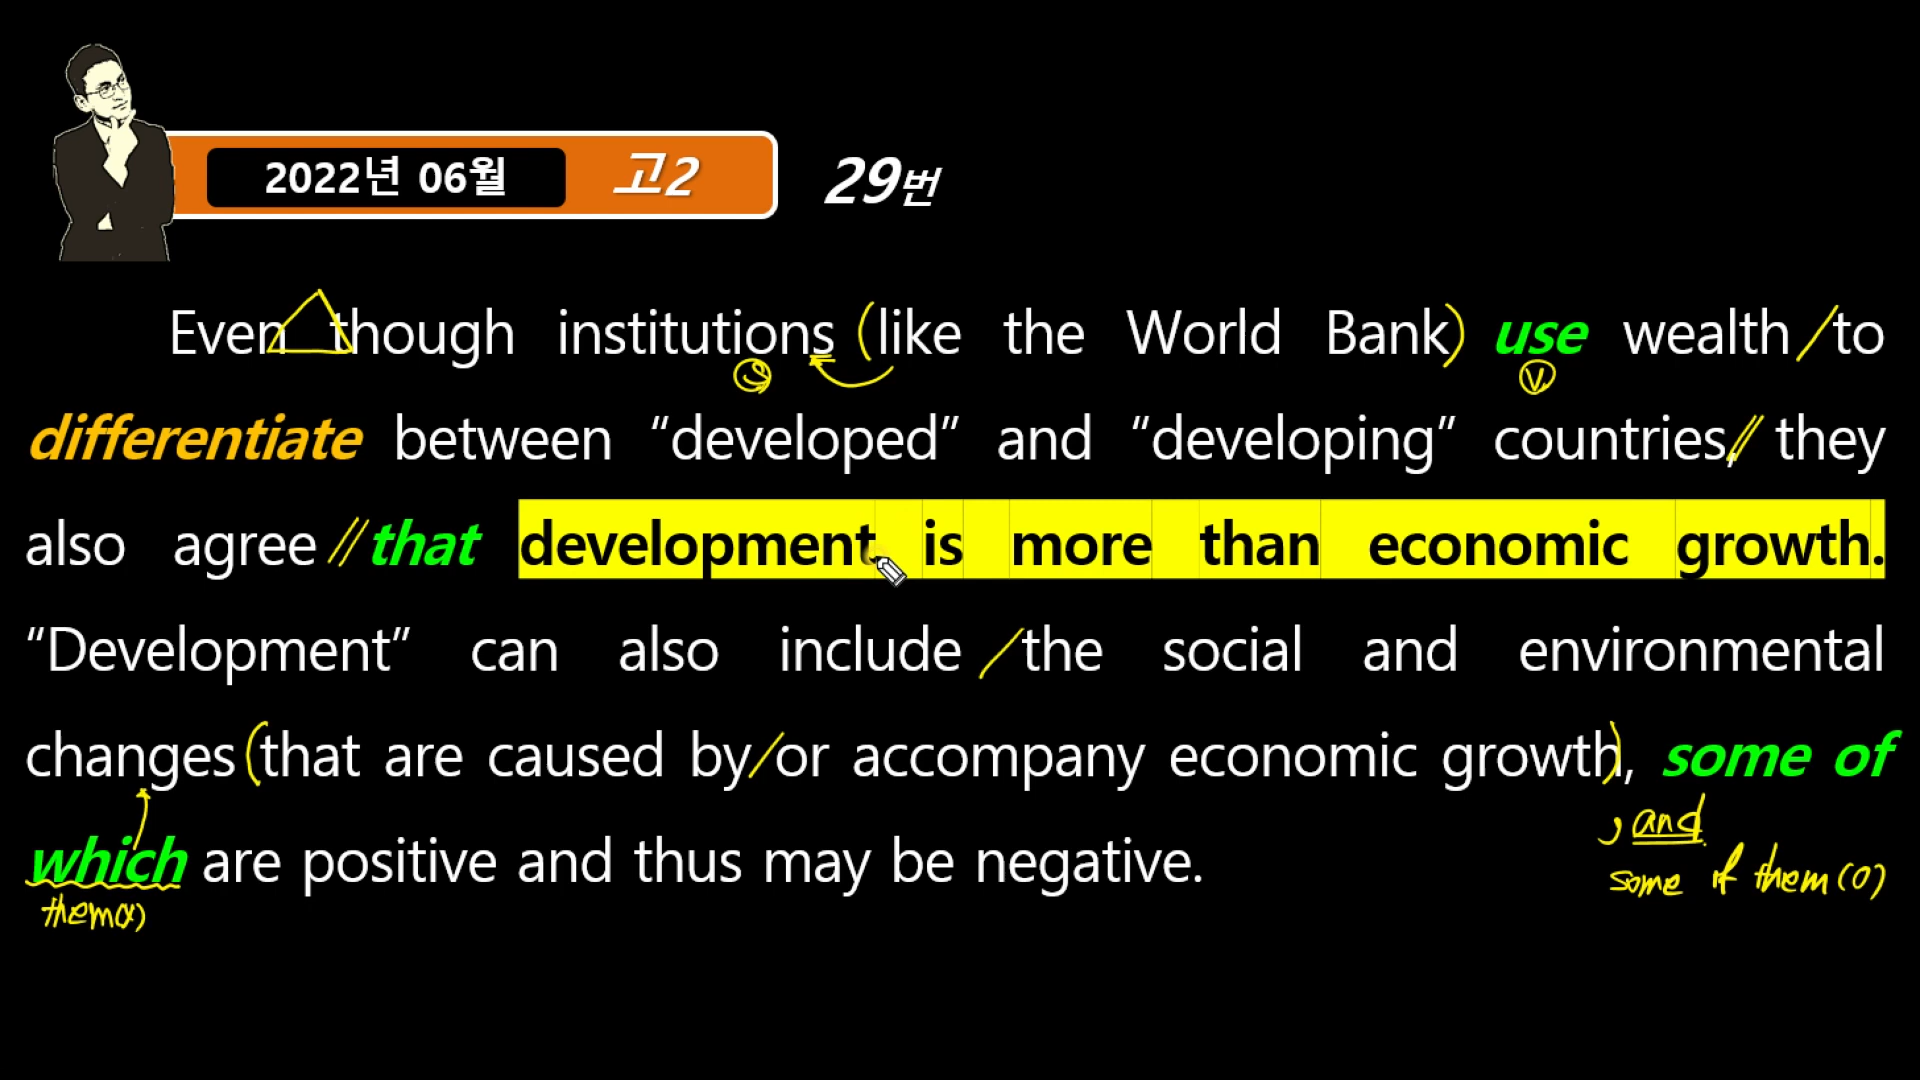 2022년 06월 고2 29번
Even though institutions (like the World Bank) use wealth / to
S V
differentiate between “developed” and “developing” countries, // they
also agree // that development is more than economic growth.
“Development” can also include / the social and environmental
changes (that are caused by / or accompany economic growth), some of
, and
which are positive and thus may be negative.
some of them (O)
them(X)